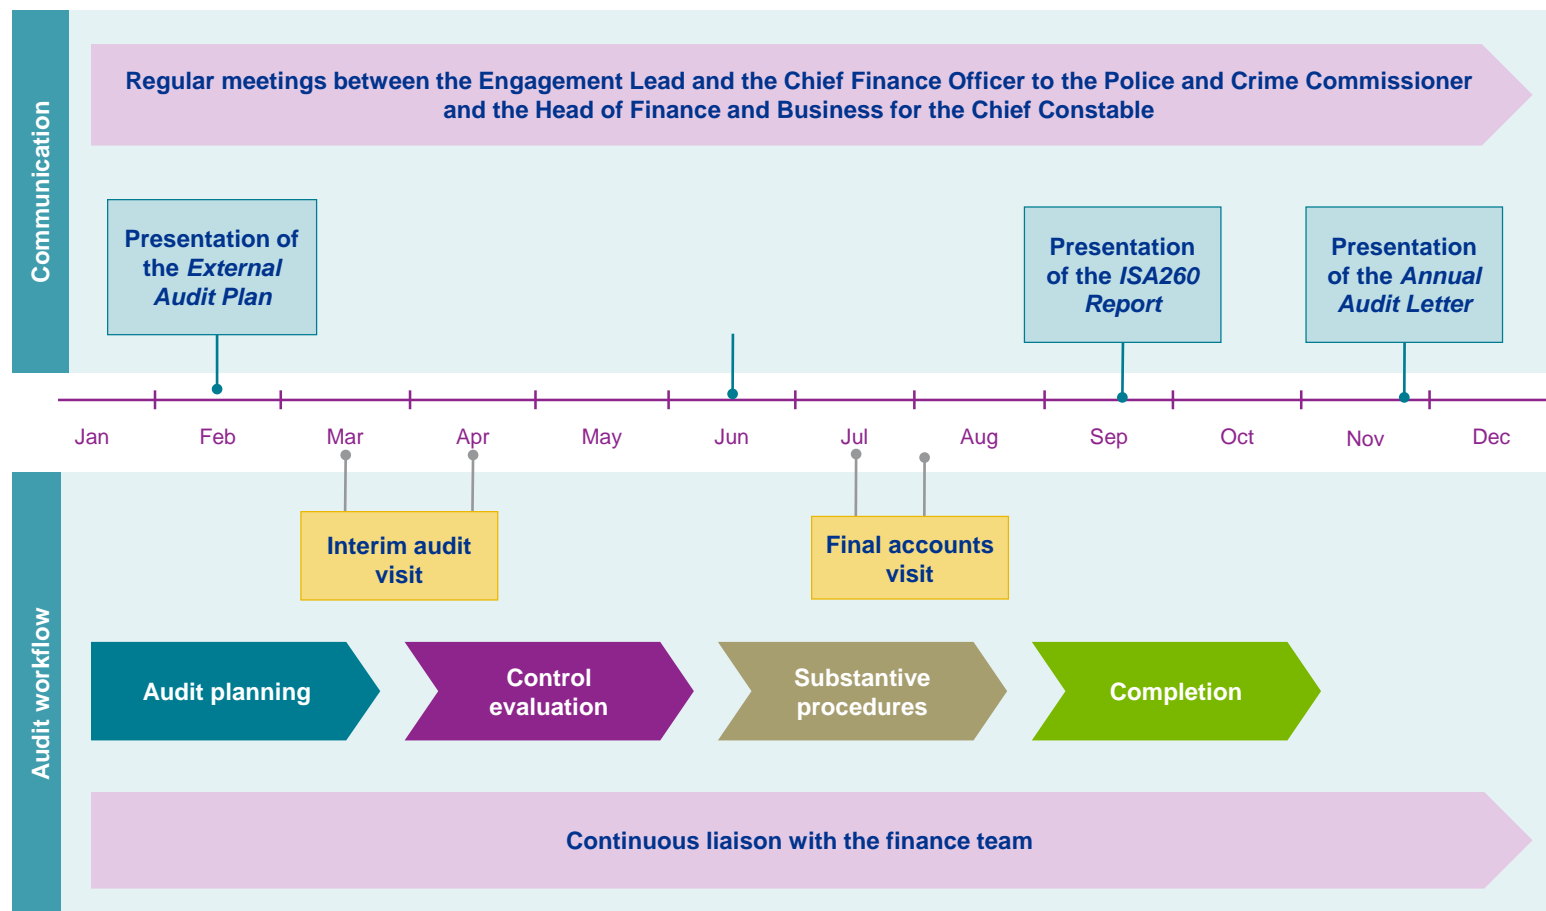 Communication
Regular meetings between the Engagement Lead and the Chief Finance Officer to the Police and Crime Commissioner
and the Head of Finance and Business for the Chief Constable
Presentation of
the External
Audit Plan
Presentation
of the ISA260
Report
Presentation
of the Annual
Audit Letter
Jan Feb Mar Apr May Jun Jul Aug Sep Oct Nov Dec
Audit workflow
Interim audit
visit
Final accounts
visit
Audit planning
Control
evaluation
Substantive
procedures
Completion
Continuous liaison with the finance team